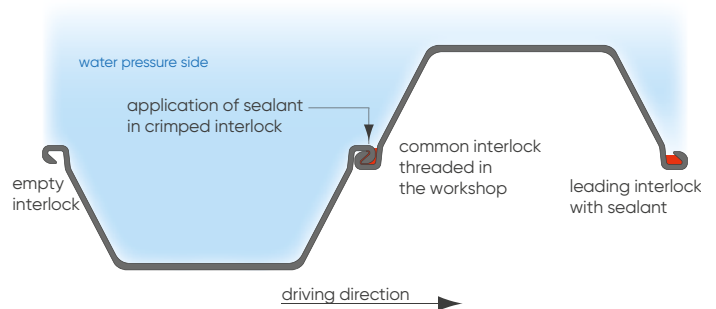 water pressure side
application of sealant
in crimped interlock
common interlock
threaded in
the workshop
empty
interlock
leading interlock
with sealant
driving direction